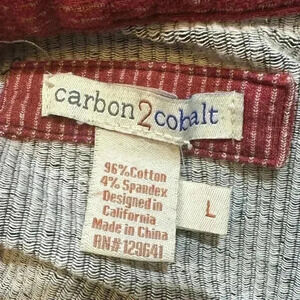 carbon2cobalt
96% Cotton
4% Spandex
Designed in
California
Made in China
RN#129641
L